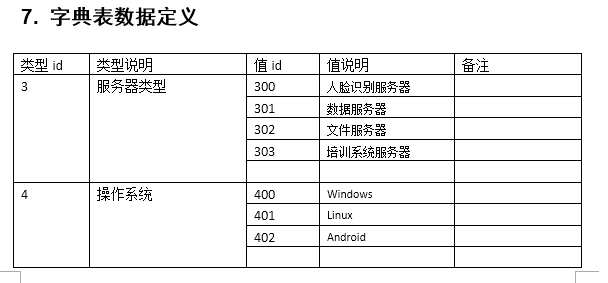 7. 字典表数据定义
类型 id 类型说明 值 id 值说明 备注
3 服务器类型 300 人脸识别服务器
301 数据服务器
302 文件服务器
303 培训系统服务器
4 操作系统 400 Windows
401 Linux
402 Android